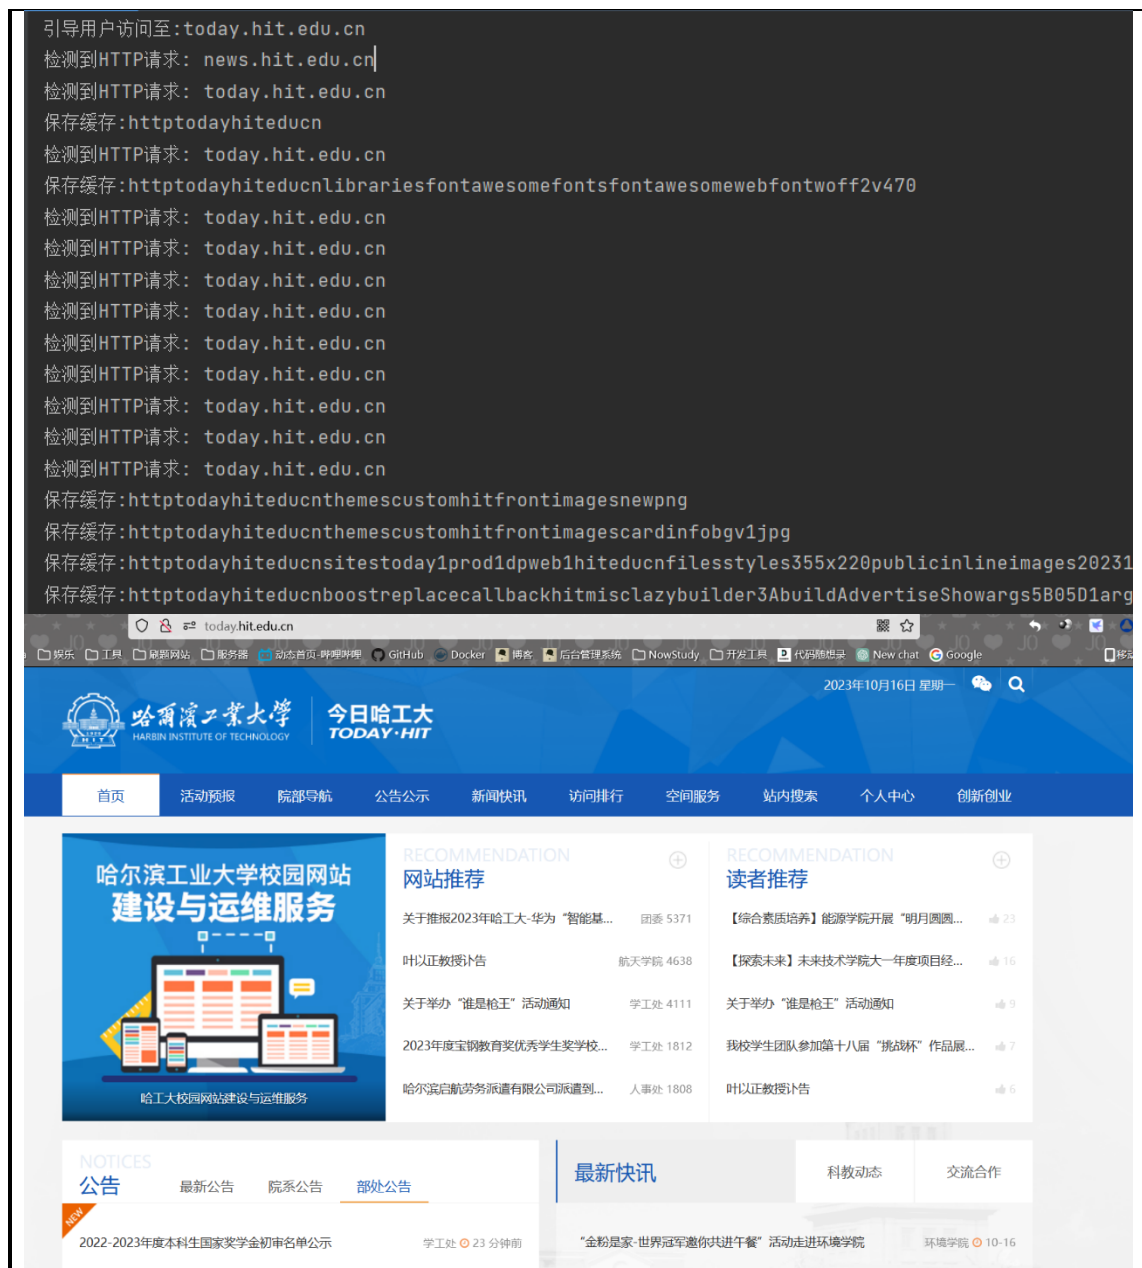 引导用户访问至:today.hit.edu.cn
检测到HTTP请求: news.hit.edu.cn
检测到HTTP请求: today.hit.edu.cn
保存缓存:httptodayhiteducn
检测到HTTP请求: today.hit.edu.cn
保存缓存:httptodayhiteducnlibrariesfontawesomefontsfontawesomewebfontwoff2v470
检测到HTTP请求: today.hit.edu.cn
检测到HTTP请求: today.hit.edu.cn
检测到HTTP请求: today.hit.edu.cn
检测到HTTP请求: today.hit.edu.cn
检测到HTTP请求: today.hit.edu.cn
检测到HTTP请求: today.hit.edu.cn
检测到HTTP请求: today.hit.edu.cn
检测到HTTP请求: today.hit.edu.cn
检测到HTTP请求: today.hit.edu.cn
保存缓存:httptodayhiteducnthemescustomhitfrontimagesnewpng
保存缓存:httptodayhiteducnthemescustomhitfrontimagescardinfobgv1jpg
保存缓存:httptodayhiteducnsitestoday1prod1dpweb1hiteducnfilesstyles355x220publicinlineimages20231
保存缓存:httptodayhiteducnboostreplacecallbackhitmisclazybuilder3AbuildAdvertiseShowargs5B05D1arg
today.hit.edu.cn
娱乐 工具 刷题网站 服务器 动态首页-哔哩哔哩 GitHub Docker 博客 后台管理系统 NowStudy 开发工具 代码随想录 New chat Google 移动
2023年10月16日 星期一
哈尔滨工业大学
HARBIN INSTITUTE OF TECHNOLOGY
今日哈工大
TODAY·HIT
首页 活动预报 院部导航 公告公示 新闻快讯 访问排行 空间服务 站内搜索 个人中心 创新创业
哈尔滨工业大学校园网站
建设与运维服务
哈工大校园网站建设与运维服务
RECOMMENDATION
网站推荐
关于推报2023年哈工大-华为“智能基... 团委 5371
叶以正教授讣告 航天学院 4638
关于举办“谁是枪王”活动通知 学工处 4111
2023年度宝钢教育奖优秀学生奖学校... 学工处 1812
哈尔滨启航劳务派遣有限公司派遣到... 人事处 1808
RECOMMENDATION
读者推荐
【综合素质培养】能源学院开展“明月圆圆... 23
【探索未来】未来技术学院大一年度项目经... 16
关于举办“谁是枪王”活动通知 9
我校学生团队参加第十八届“挑战杯”作品展... 7
叶以正教授讣告 6
NOTICES
公告 最新公告 院系公告 部处公告
NEW
2022-2023年度本科生国家奖学金初审名单公示 学工处 23 分钟前
最新快讯 科教动态 交流合作
“金粉是家-世界冠军邀你共进午餐”活动走进环境学院 环境学院 10-16